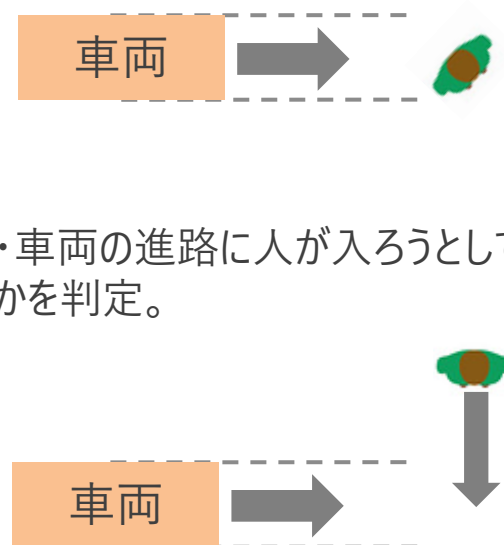 車両
・車両の進路に人が入ろうとして
かを判定。
車両